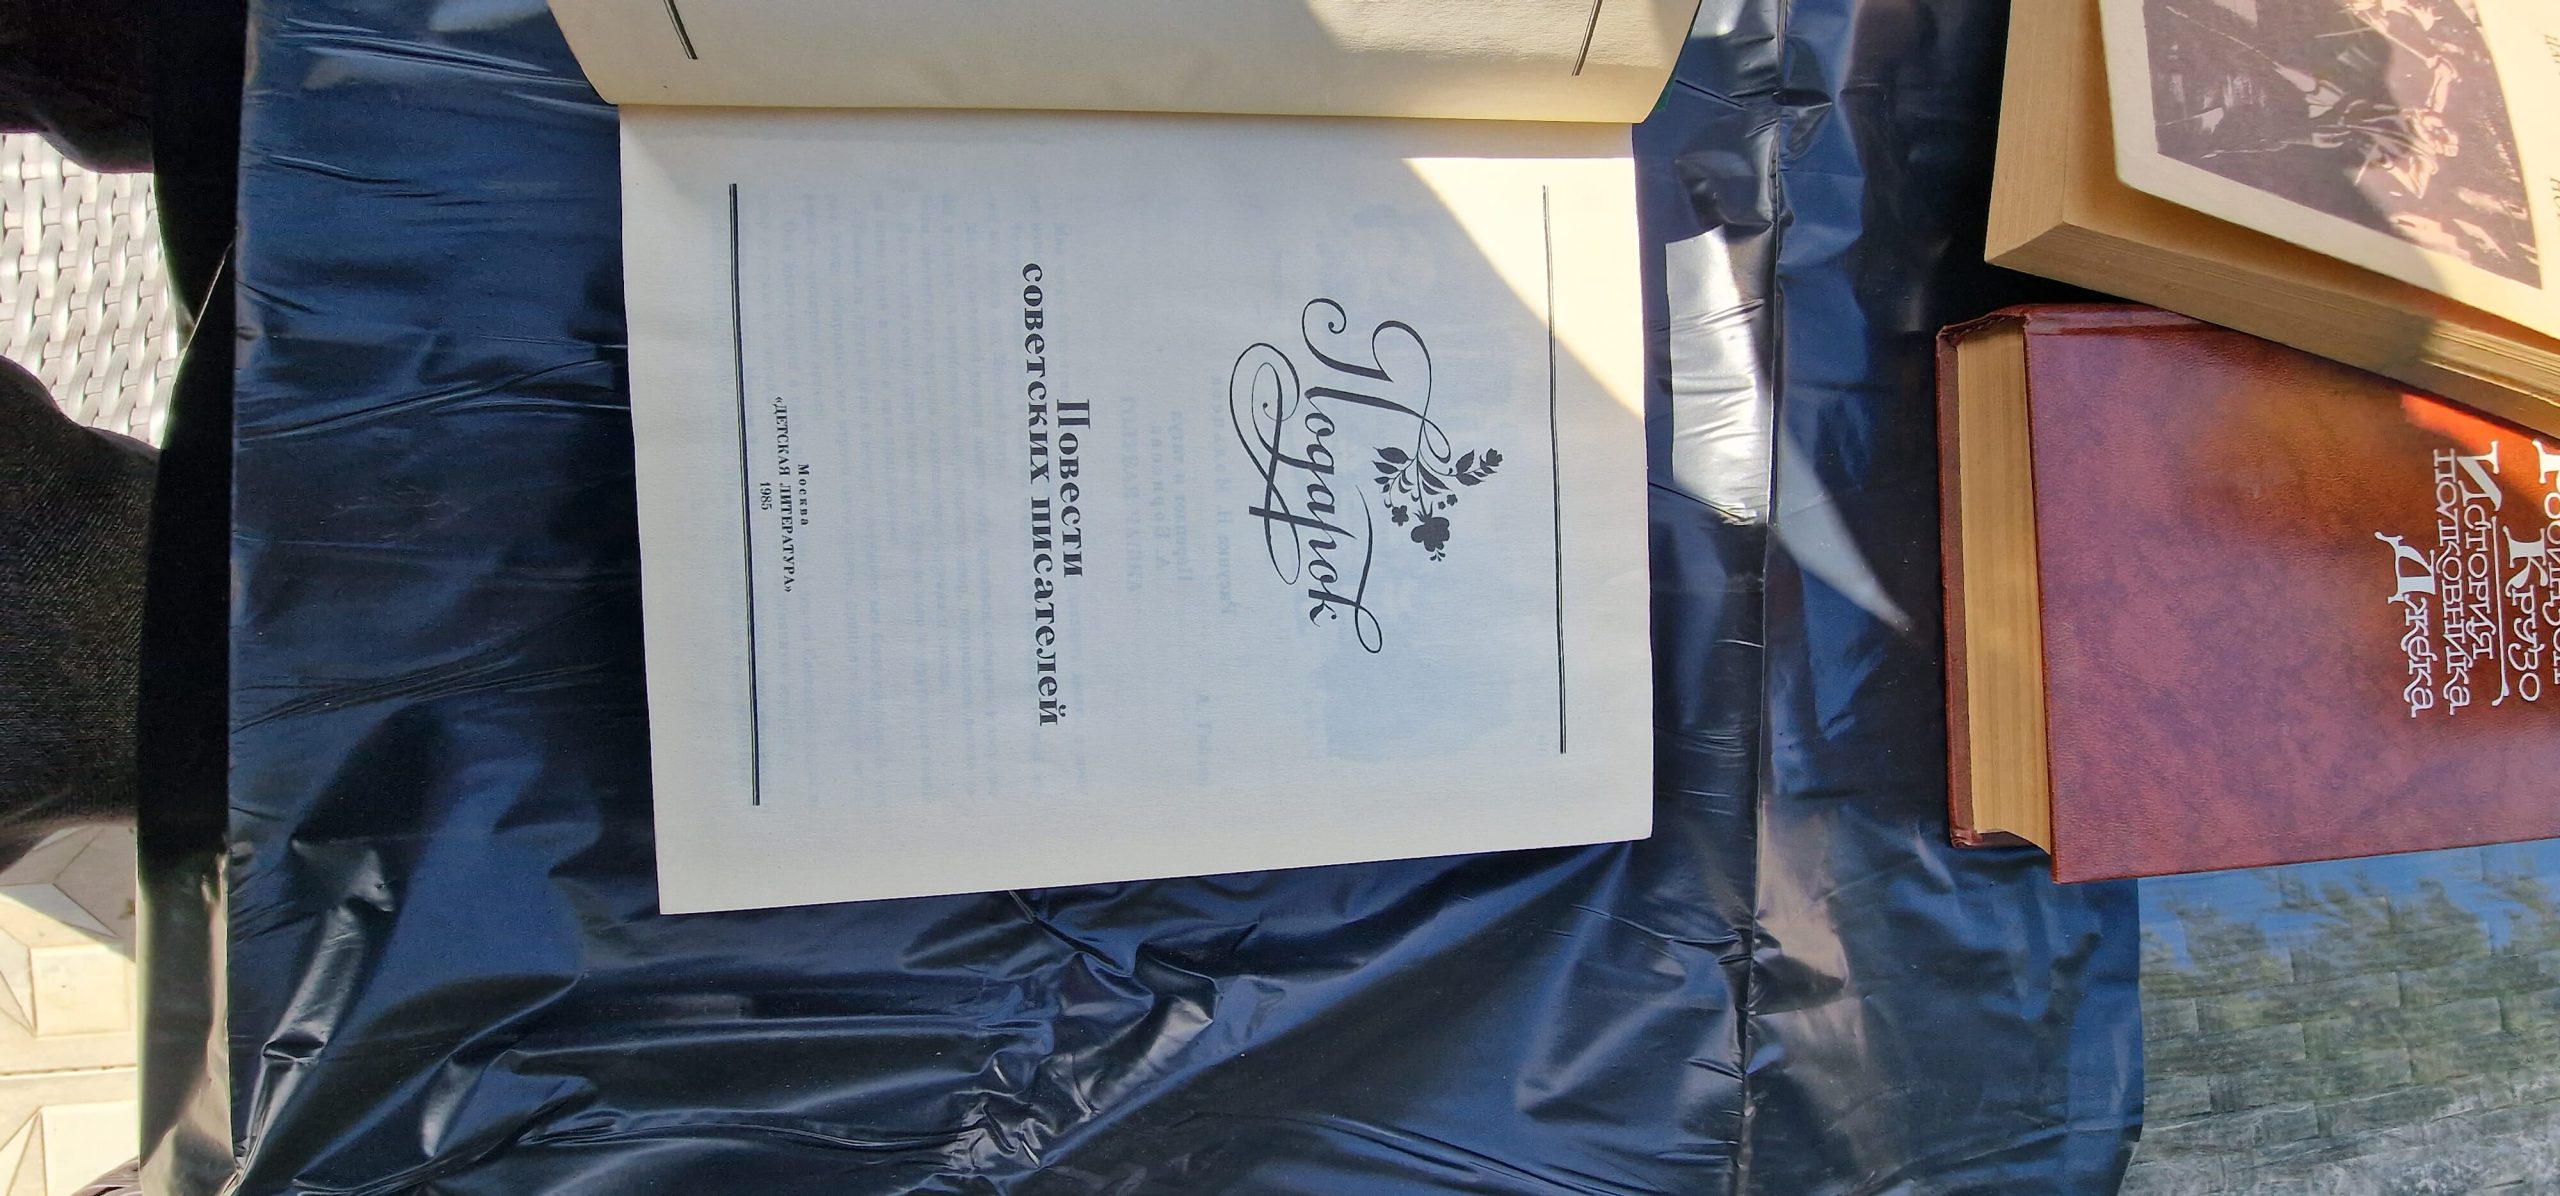 Подарок
Повести
советских писателей
Москва
«ДЕТСКАЯ ЛИТЕРАТУРА»
1985
Робинзон
Крузо
История
полковника
Джека